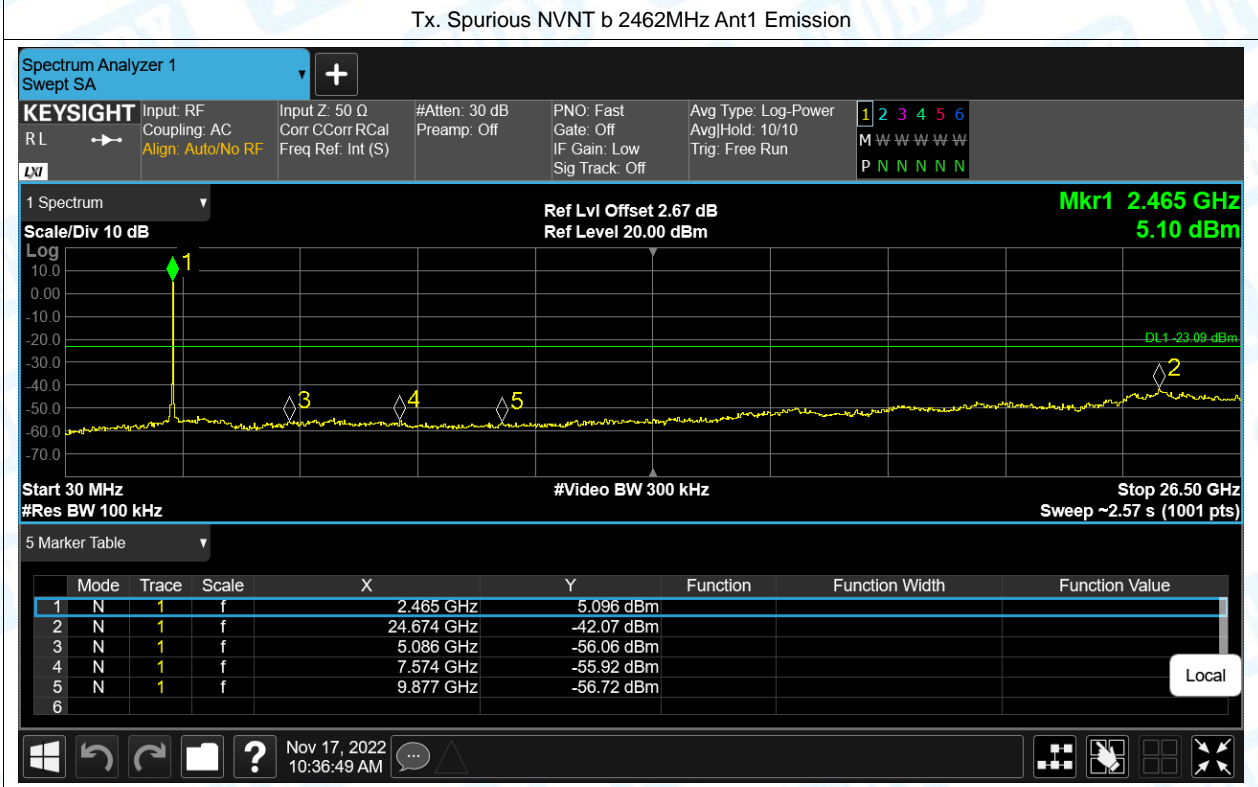 Tx. Spurious NVNT b 2462MHz Ant1 Emission
Spectrum Analyzer 1
Swept SA
KEYSIGHT Input: RF Input Z: 50 Ω #Atten: 30 dB PNO: Fast Avg Type: Log-Power 1 2 3 4 5 6
R L Coupling: AC Corr CCorr RCal Preamp: Off Gate: Off Avg|Hold: 10/10 M W W W W W
Align: Auto/No RF Freq Ref: Int (S) IF Gain: Low Trig: Free Run
LXI Sig Track: Off P N N N N N
1 Spectrum Ref Lvl Offset 2.67 dB Mkr1 2.465 GHz
Scale/Div 10 dB Ref Level 20.00 dBm 5.10 dBm
Log
1
10.0
0.00
-10.0
-20.0
DL1 -23.09 dBm
-30.0
2
-40.0
3 4 5
-50.0
-60.0
-70.0
Start 30 MHz #Video BW 300 kHz Stop 26.50 GHz
#Res BW 100 kHz Sweep ~2.57 s (1001 pts)
5 Marker Table
Mode Trace Scale X Y Function Function Width Function Value
1 N 1 f 2.465 GHz 5.096 dBm
2 N 1 f 24.674 GHz -42.07 dBm
3 N 1 f 5.086 GHz -56.06 dBm
4 N 1 f 7.574 GHz -55.92 dBm
5 N 1 f 9.877 GHz -56.72 dBm
6
Local
? Nov 17, 2022
10:36:49 AM